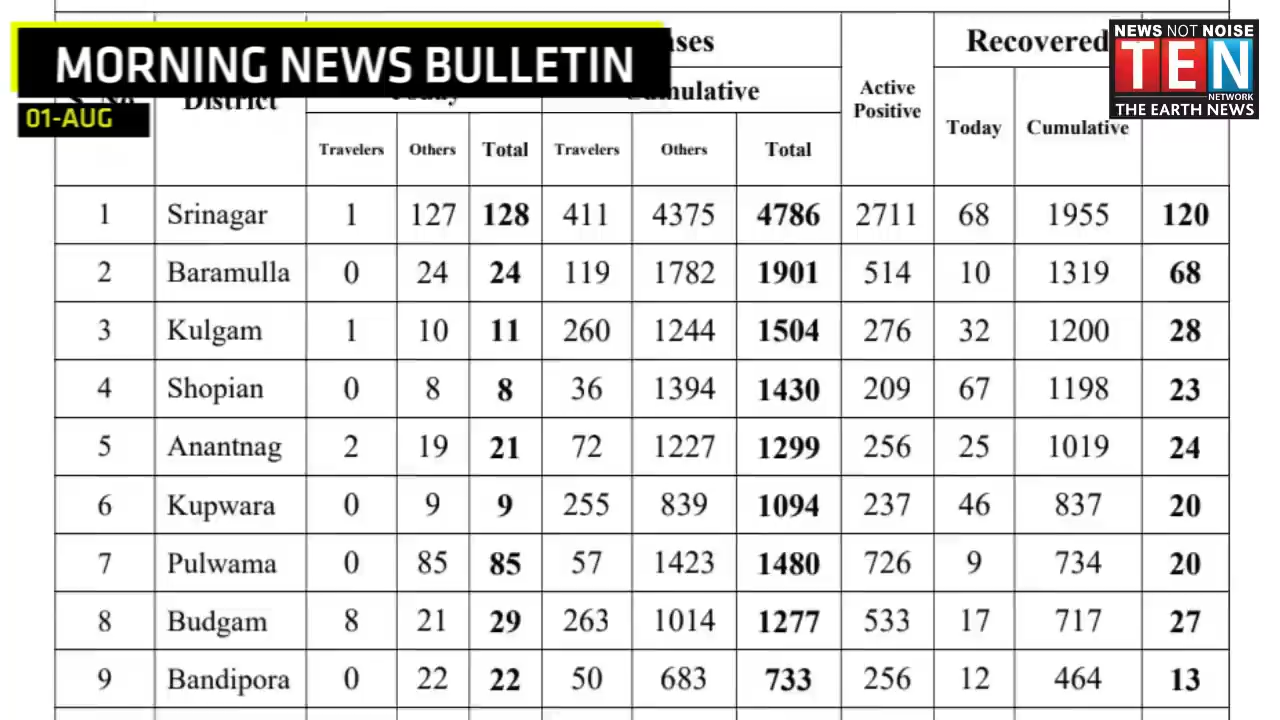 MORNING NEWS BULLETIN
01-AUG
NEWS NOT NOISE
TEN
NETWORK
THE EARTH NEWS
Recovered
District
Active Positive
Today Cumulative
Travelers Others Total Travelers Others Total
1 Srinagar 1 127 128 411 4375 4786 2711 68 1955 120
2 Baramulla 0 24 24 119 1782 1901 514 10 1319 68
3 Kulgam 1 10 11 260 1244 1504 276 32 1200 28
4 Shopian 0 8 8 36 1394 1430 209 67 1198 23
5 Anantnag 2 19 21 72 1227 1299 256 25 1019 24
6 Kupwara 0 9 9 255 839 1094 237 46 837 20
7 Pulwama 0 85 85 57 1423 1480 726 9 734 20
8 Budgam 8 21 29 263 1014 1277 533 17 717 27
9 Bandipora 0 22 22 50 683 733 256 12 464 13